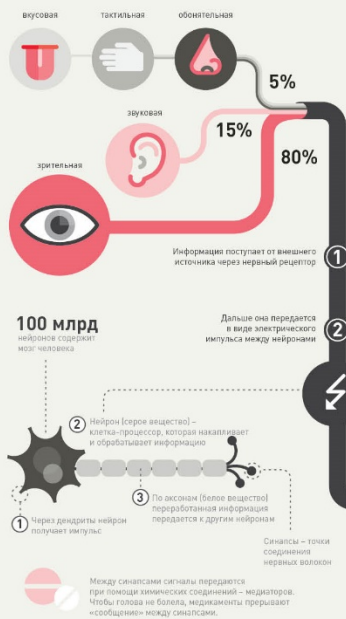 вкусовая
тактильная
обонятельная
5%
звуковая
15%
зрительная
80%
Информация поступает от внешнего
источника через нервный рецептор
1
100 млрд
нейронов содержит
мозг человека
Дальше она передается
в виде электрического
импульса между нейронами
2
2 Нейрон (серое вещество) –
клетка-процессор, которая накапливает
и обрабатывает информацию
3 По аксонам (белое вещество)
переработанная информация
передается к другим нейронам
1 Через дендриты нейрон
получает импульс
Синапсы – точки
соединения
нервных волокон
Между синапсами сигналы передаются
при помощи химических соединений – медиаторов.
Чтобы голова не болела, медикаменты прерывают
«сообщение» между синапсами.